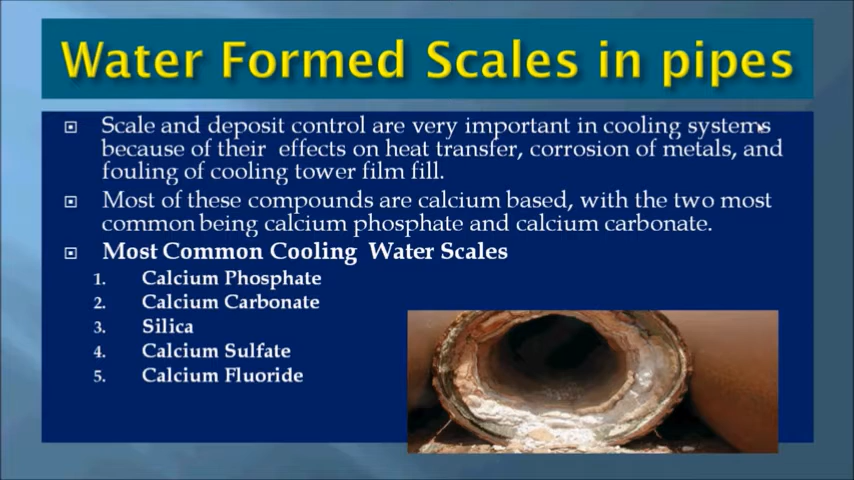 Water Formed Scales in pipes
Scale and deposit control are very important in cooling systems
because of their effects on heat transfer, corrosion of metals, and
fouling of cooling tower film fill.
Most of these compounds are calcium based, with the two most
common being calcium phosphate and calcium carbonate.
Most Common Cooling Water Scales
1. Calcium Phosphate
2. Calcium Carbonate
3. Silica
4. Calcium Sulfate
5. Calcium Fluoride